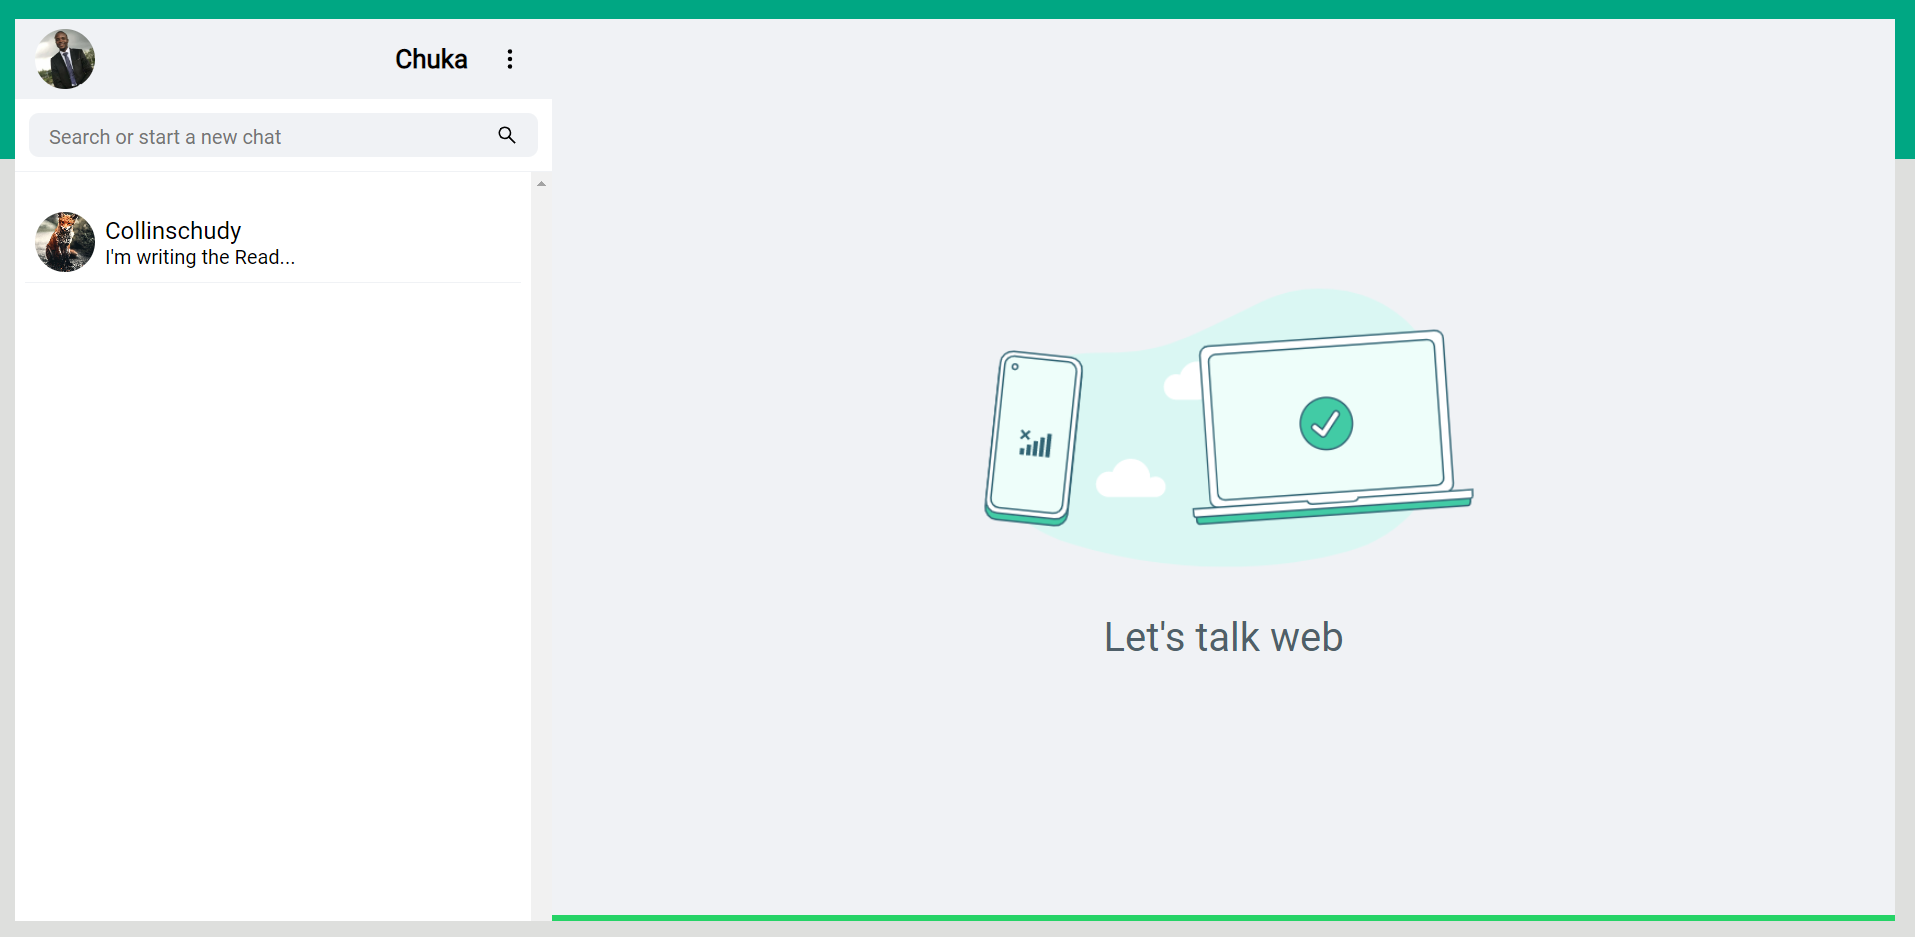 Chuka
Search or start a new chat
Collinschudy
I'm writing the Read...
Let's talk web